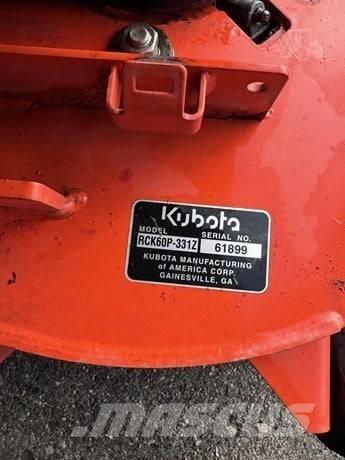 Kubota
MODEL SERIAL NO.
RCK60P-331Z 61899
KUBOTA MANUFACTURING
of AMERICA CORP.
GAINESVILLE, GA
mascus